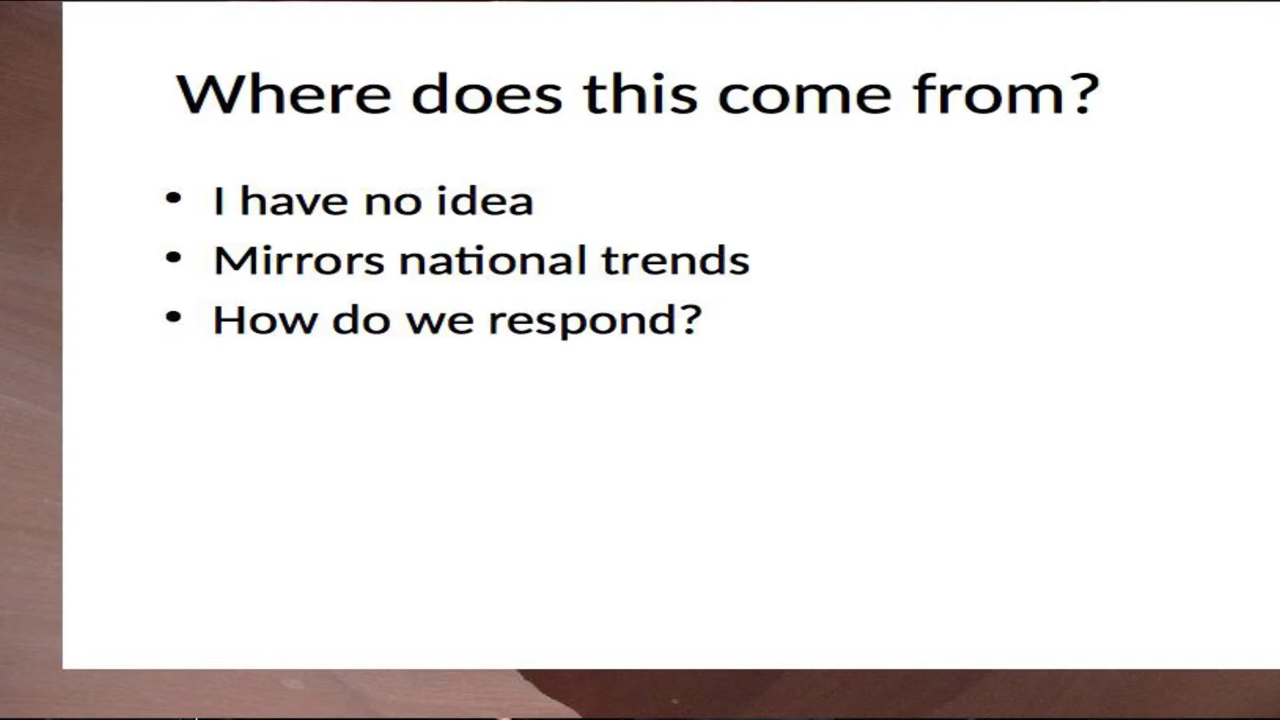 Where does this come from?
• I have no idea
• Mirrors national trends
• How do we respond?